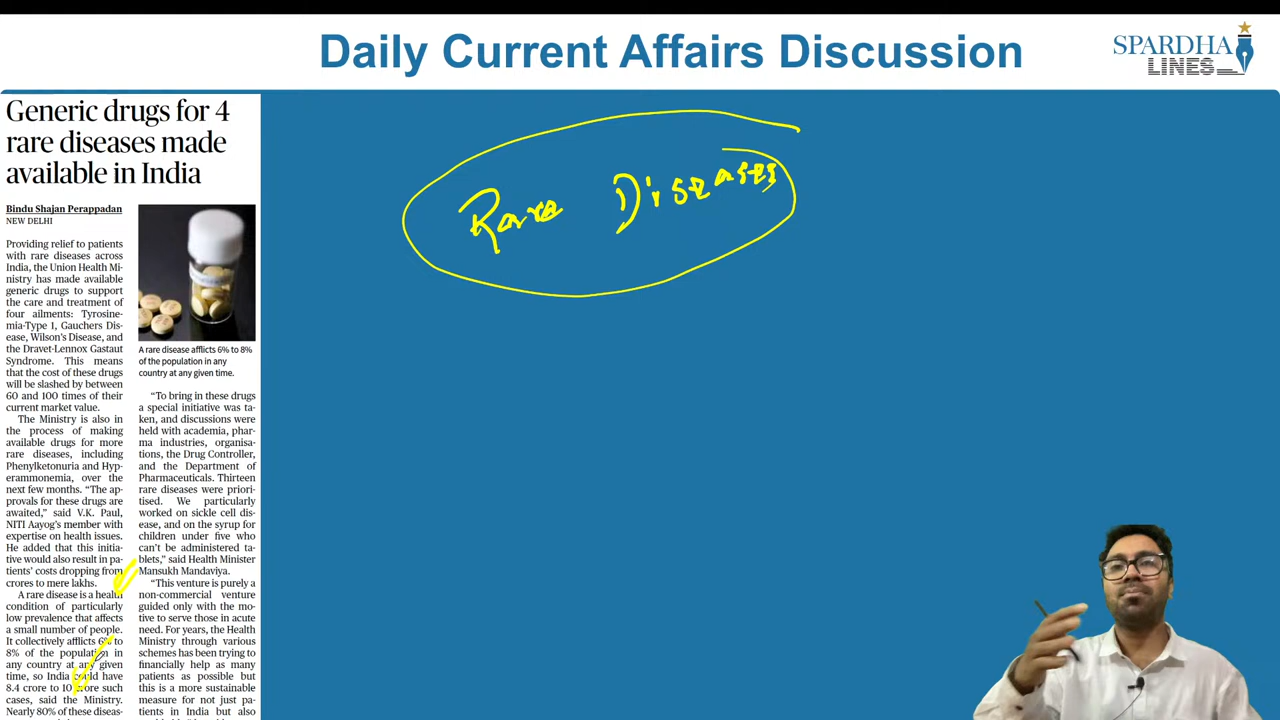 Daily Current Affairs Discussion
SPARDHA
LINES
Generic drugs for 4
rare diseases made
available in India
Bindu Shajan Perappadan
NEW DELHI
Providing relief to patients
with rare diseases across
India, the Union Health Mi-
nistry has made available
generic drugs to support
the care and treatment of
four ailments: Tyrosine-
mia-Type 1, Gauchers Dis-
ease, Wilson's Disease, and
the Dravet-Lennox Gastaut
Syndrome. This means
that the cost of these drugs
will be slashed by between
60 and 100 times of their
current market value.
The Ministry is also in
the process of making
available drugs for more
rare diseases, including
Phenylketonuria and Hyp-
erammonemia, over the
next few months. "The ap-
provals for these drugs are
awaited," said V.K. Paul,
NITI Aayog's member with
expertise on health issues.
He added that this initia-
tive would also result in pa-
tients' costs dropping from
crores to mere lakhs.
A rare disease is a health
condition of particularly
low prevalence that affects
a small number of people.
It collectively afflicts 6% to
8% of the population in
any country at any given
time, so India could have
8.4 crore to 10 crore such
cases, said the Ministry.
Nearly 80% of these diseas-
A rare disease afflicts 6% to 8%
of the population in any
country at any given time.
"To bring in these drugs
a special initiative was ta-
ken, and discussions were
held with academia, phar-
ma industries, organisa-
tions, the Drug Controller,
and the Department of
Pharmaceuticals. Thirteen
rare diseases were priori-
tised. We particularly
worked on sickle cell dis-
ease, and on the syrup for
children under five who
can't be administered ta-
blets," said Health Minister
Mansukh Mandaviya.
"This venture is purely a
non-commercial venture
guided only with the mo-
tive to serve those in acute
need. For years, the Health
Ministry through various
schemes has been trying to
financially help as many
patients as possible but
this is a more sustainable
measure for not just pa-
tients in India but also
Rare Diseases